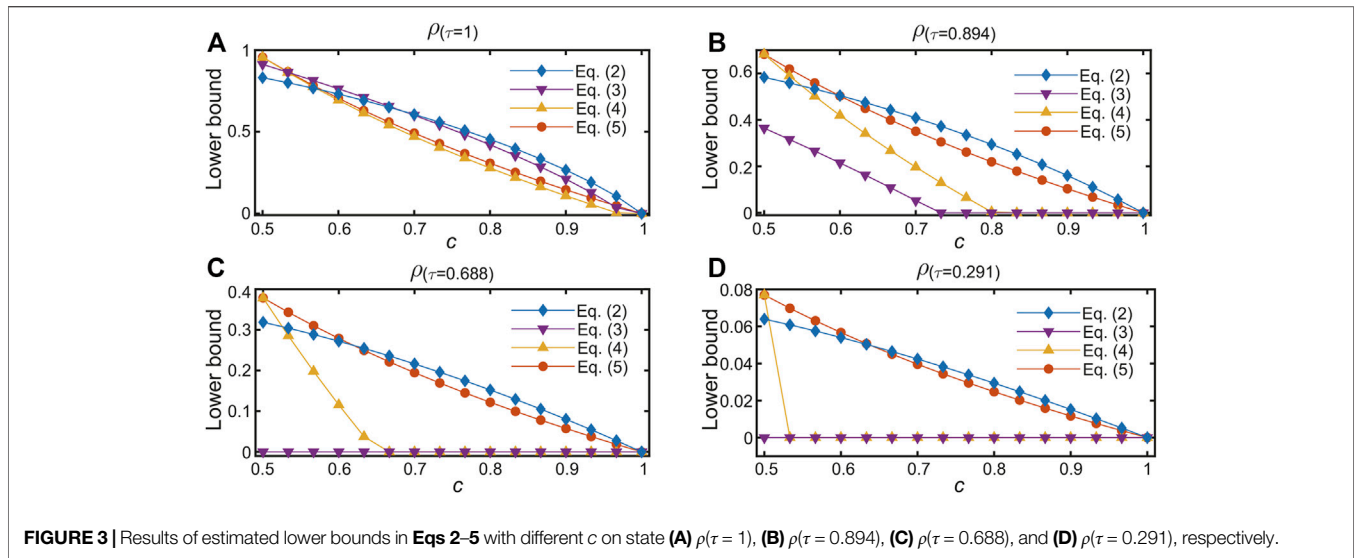 A
ρ(τ=1)
Lower bound
1
0.5
0
Eq. (2)
Eq. (3)
Eq. (4)
Eq. (5)
0.5 0.6 0.7 0.8 0.9 1
c
B
ρ(τ=0.894)
Lower bound
0.6
0.4
0.2
0
Eq. (2)
Eq. (3)
Eq. (4)
Eq. (5)
0.5 0.6 0.7 0.8 0.9 1
c
C
ρ(τ=0.688)
Lower bound
0.4
0.3
0.2
0.1
0
Eq. (2)
Eq. (3)
Eq. (4)
Eq. (5)
0.5 0.6 0.7 0.8 0.9 1
c
D
ρ(τ=0.291)
Lower bound
0.08
0.06
0.04
0.02
0
Eq. (2)
Eq. (3)
Eq. (4)
Eq. (5)
0.5 0.6 0.7 0.8 0.9 1
c
FIGURE 3 | Results of estimated lower bounds in Eqs 2–5 with different c on state (A) ρ(τ = 1), (B) ρ(τ = 0.894), (C) ρ(τ = 0.688), and (D) ρ(τ = 0.291), respectively.